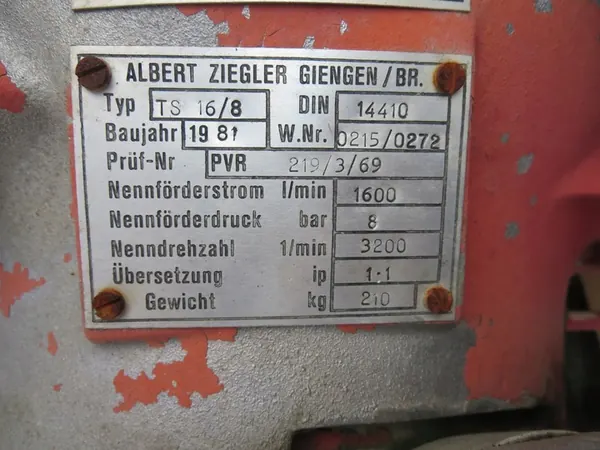 ALBERT ZIEGLER GIENGEN/BR.
Typ TS 16/8 DIN 14410
Baujahr 1981 W.Nr. 0215/0272
Prüf-Nr PVR 219/3/69
Nennförderstrom l/min 1600
Nennförderdruck bar 8
Nenndrehzahl 1/min 3200
Übersetzung ip 1:1
Gewicht kg 210